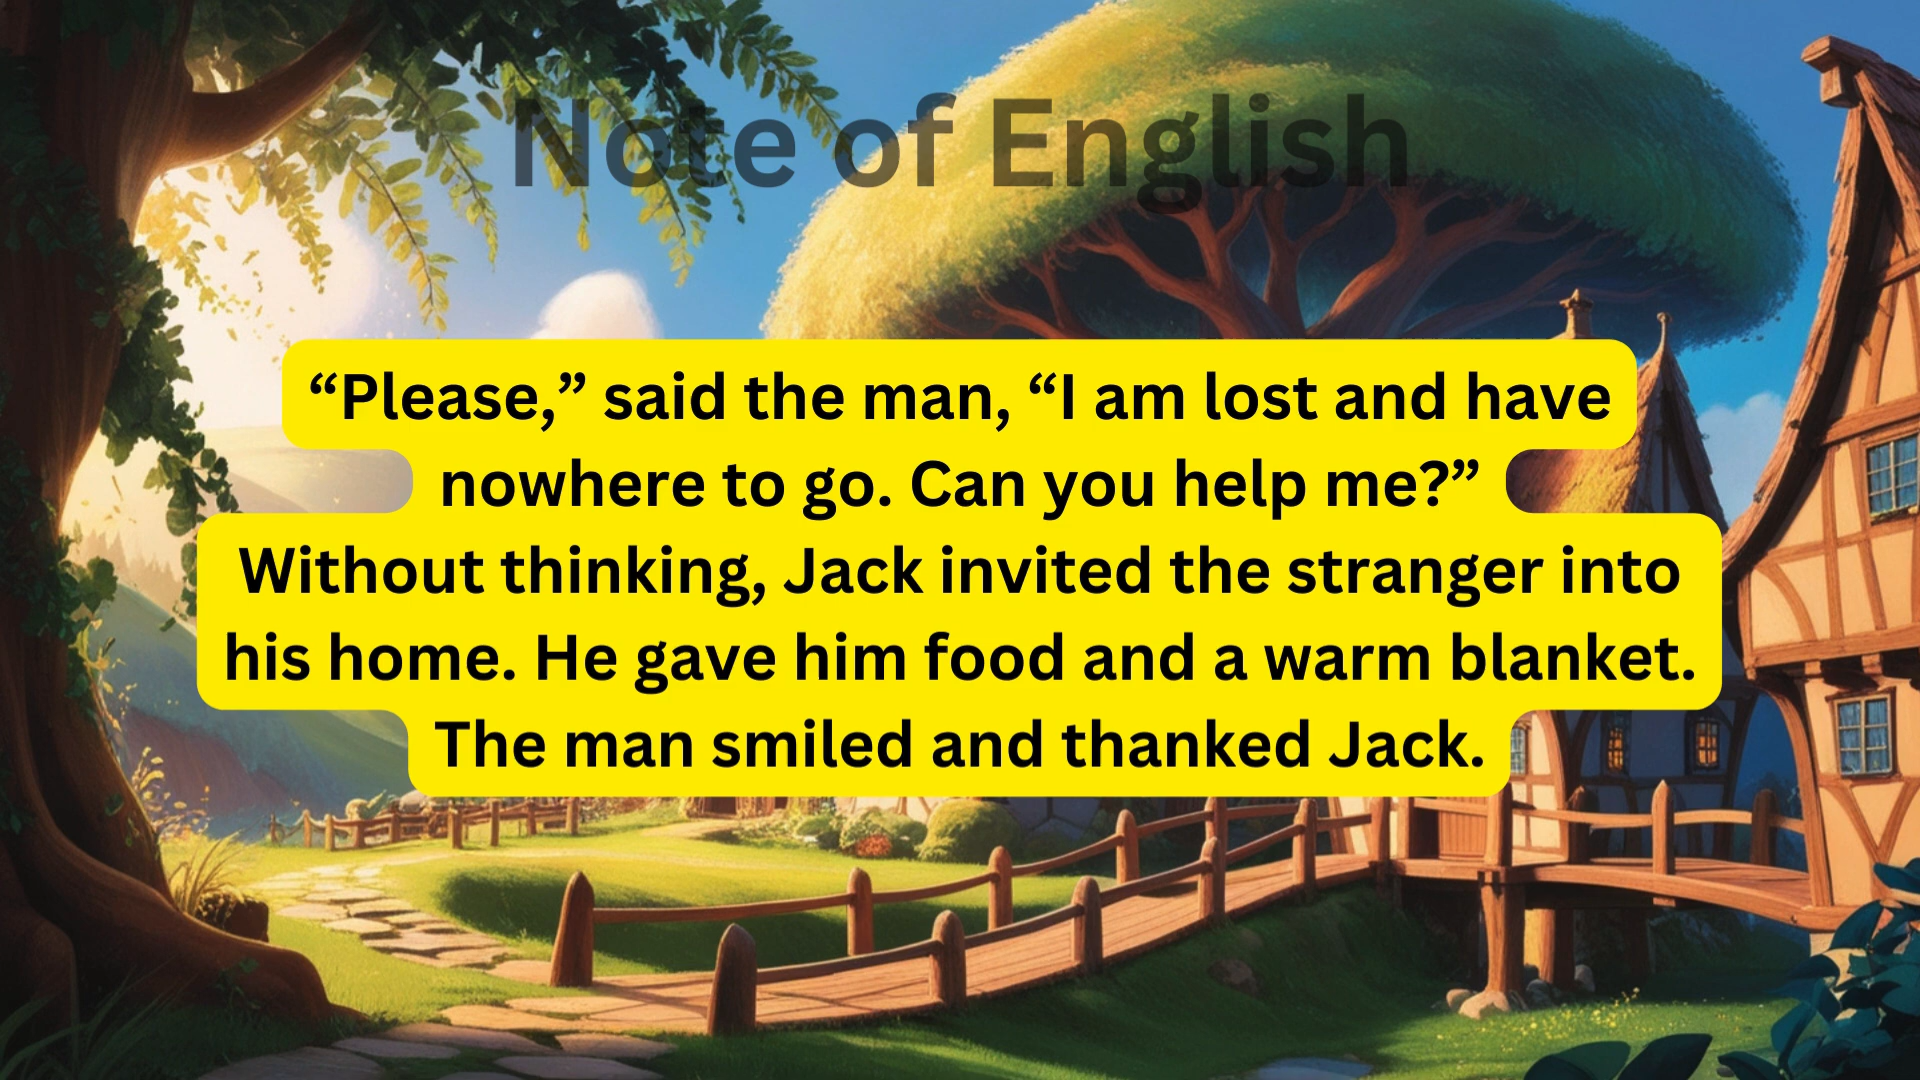 Note of English
“Please,” said the man, “I am lost and have
nowhere to go. Can you help me?”
Without thinking, Jack invited the stranger into
his home. He gave him food and a warm blanket.
The man smiled and thanked Jack.